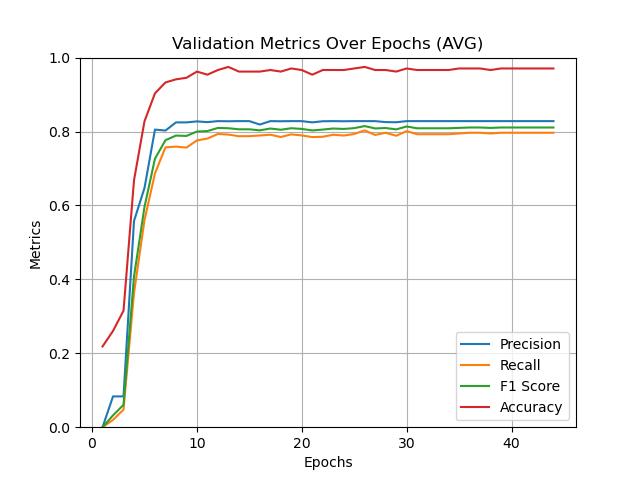 Validation Metrics Over Epochs (AVG)
1.0
0.8
0.6
0.4
0.2
0.0
Metrics
0 10 20 30 40
Epochs
Precision
Recall
F1 Score
Accuracy